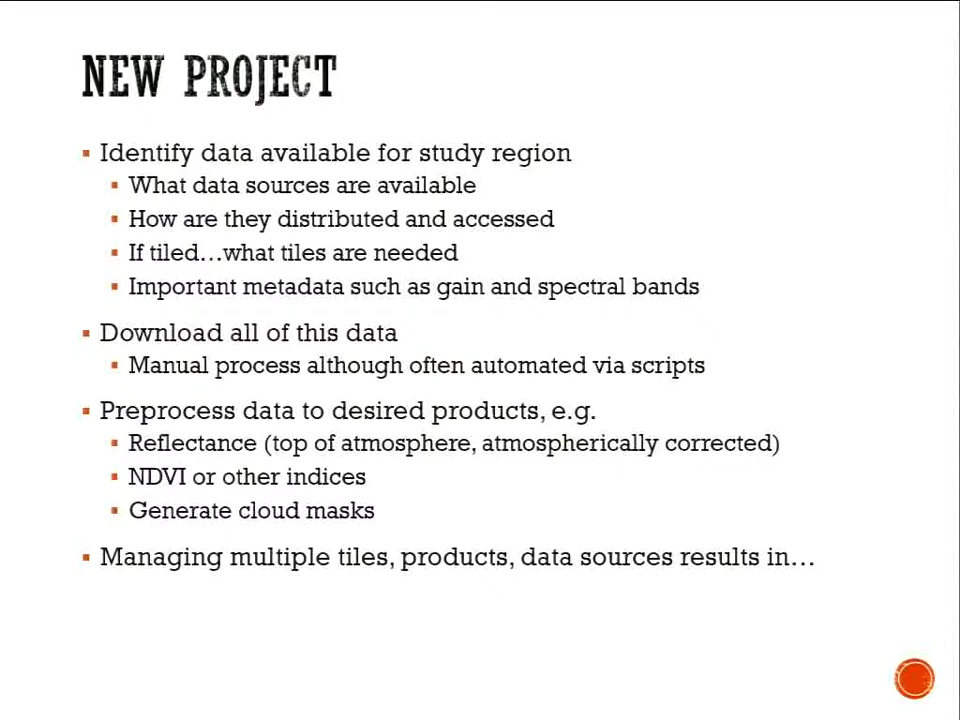 NEW PROJECT
Identify data available for study region
What data sources are available
How are they distributed and accessed
If tiled…what tiles are needed
Important metadata such as gain and spectral bands
Download all of this data
Manual process although often automated via scripts
Preprocess data to desired products, e.g.
Reflectance (top of atmosphere, atmospherically corrected)
NDVI or other indices
Generate cloud masks
Managing multiple tiles, products, data sources results in…